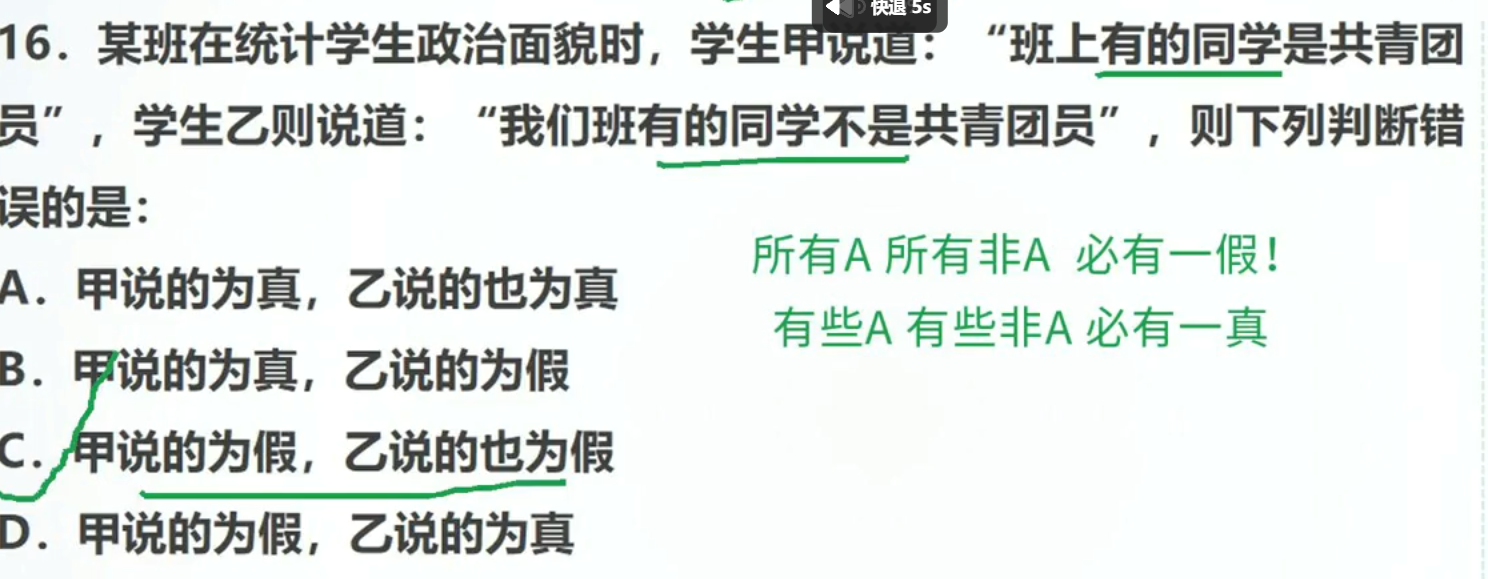 快退 5s
16．某班在统计学生政治面貌时，学生甲说道：“班上有的同学是共青团
员”，学生乙则说道：“我们班有的同学不是共青团员”，则下列判断错
误的是：
所有A 所有非A 必有一假！
A．甲说的为真，乙说的也为真
有些A 有些非A 必有一真
B．甲说的为真，乙说的为假
C．甲说的为假，乙说的也为假
D．甲说的为假，乙说的为真